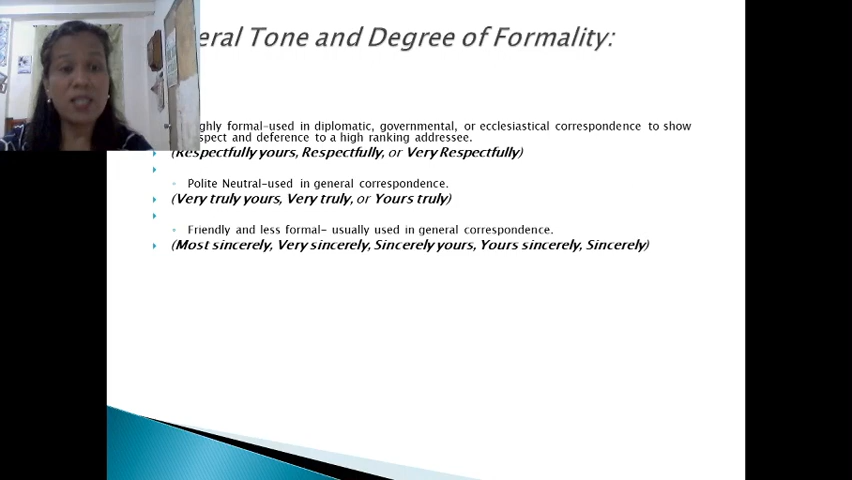 eral Tone and Degree of Formality:
ghly formal-used in diplomatic, governmental, or ecclesiastical correspondence to show
spect and deference to a high ranking addressee.
(Respectfully yours, Respectfully, or Very Respectfully)
Polite Neutral-used in general correspondence.
(Very truly yours, Very truly, or Yours truly)
Friendly and less formal- usually used in general correspondence.
(Most sincerely, Very sincerely, Sincerely yours, Yours sincerely, Sincerely)